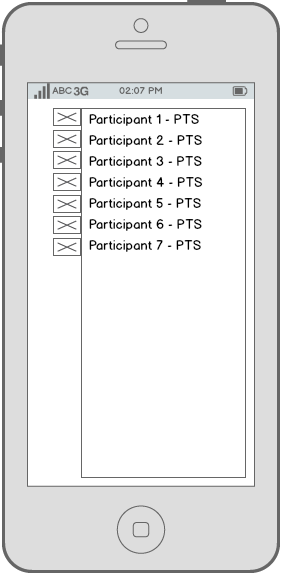 ABC 3G 02:07 PM
Participant 1 - PTS
Participant 2 - PTS
Participant 3 - PTS
Participant 4 - PTS
Participant 5 - PTS
Participant 6 - PTS
Participant 7 - PTS